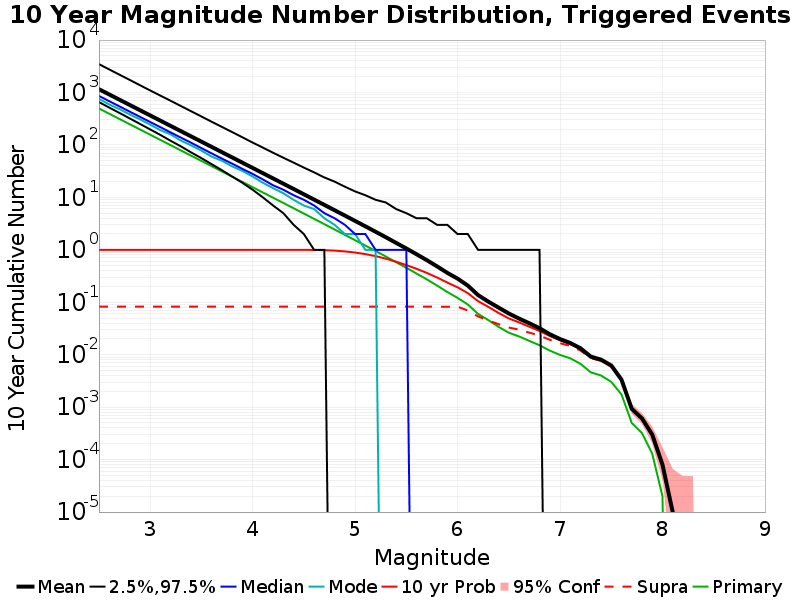 10 Year Magnitude Number Distribution, Triggered Events
10 Year Cumulative Number
10^4
10^3
10^2
10^1
10^0
10^-1
10^-2
10^-3
10^-4
10^-5
3 4 5 6 7 8 9
Magnitude
Mean 2.5%,97.5% Median Mode 10 yr Prob 95% Conf Supra Primary